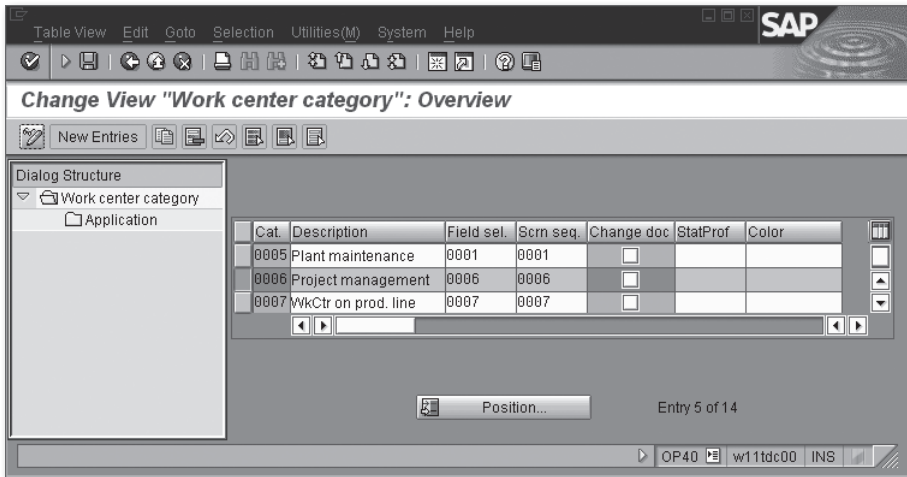 Table View Edit Goto Selection Utilities(M) System Help
SAP
Change View "Work center category": Overview
New Entries
Dialog Structure
Work center category
Application
Cat. Description Field sel. Scrn seq. Change doc StatProf Color
0005 Plant maintenance 0001 0001
0006 Project management 0006 0006
0007 WkCtr on prod. line 0007 0007
Position... Entry 5 of 14
OP40 w11tdc00 INS